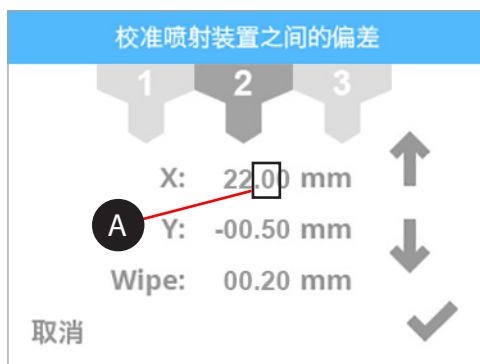 校准喷射装置之间的偏差
1 2 3
X: 22.00 mm
A
Y: -00.50 mm
Wipe: 00.20 mm
取消